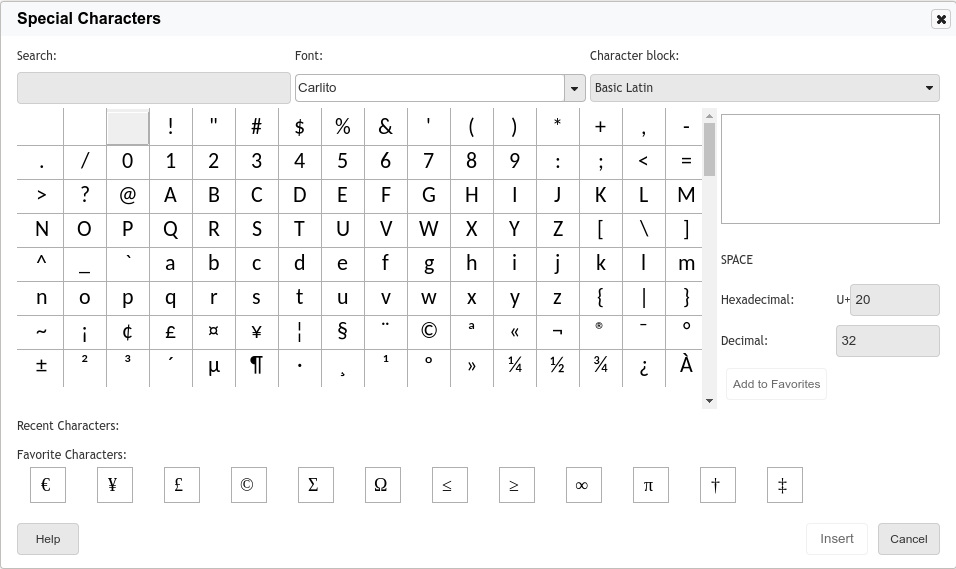 Special Characters
Search: Font: Character block:
Carlito Basic Latin
! " # $ % & ' ( ) * + , -
. / 0 1 2 3 4 5 6 7 8 9 : ; < =
> ? @ A B C D E F G H I J K L M
N O P Q R S T U V W X Y Z [ \ ]
^ _ ` a b c d e f g h i j k l m
n o p q r s t u v w x y z { | }
~ ¡ ¢ £ ¤ ¥ ¦ § ¨ © ª « ¬ ® ¯ º
± ² ³ ´ µ ¶ · ¸ ¹ º » ¼ ½ ¾ ¿ À
SPACE
Hexadecimal: U+ 20
Decimal: 32
Add to Favorites
Recent Characters:
Favorite Characters:
€ ¥ £ © Σ Ω ≤ ≥ ∞ π † ‡
Help Insert Cancel